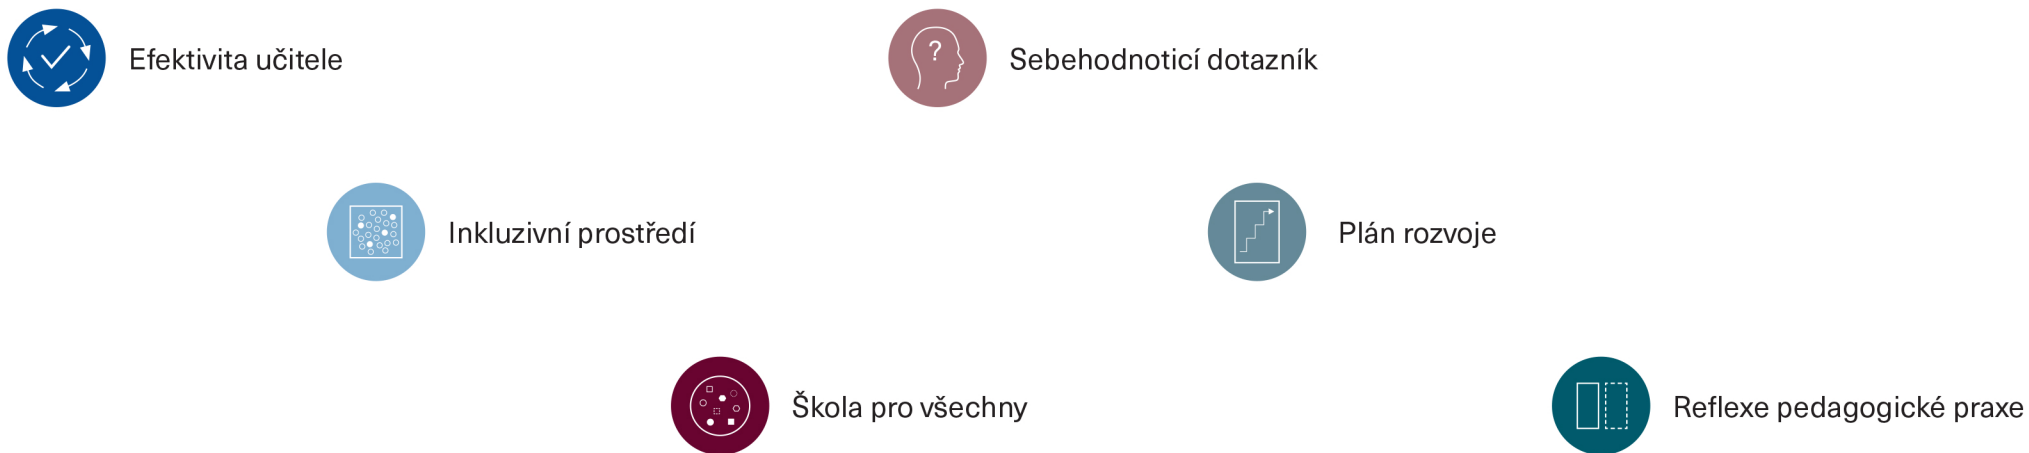 Efektivita učitele
Sebehodnoticí dotazník
?
Inkluzivní prostředí
Plán rozvoje
Škola pro všechny
Reflexe pedagogické praxe